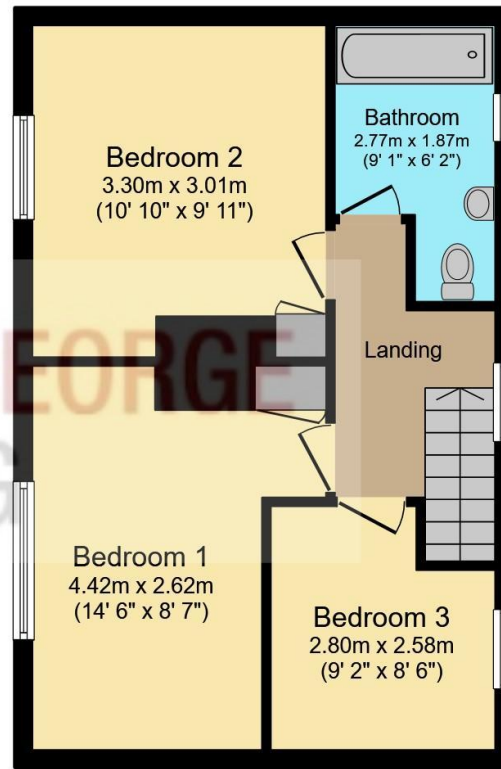 Bathroom
2.77m x 1.87m
(9' 1" x 6' 2")
Bedroom 2
3.30m x 3.01m
(10' 10" x 9' 11")
Landing
EORGE
G
Bedroom 1
4.42m x 2.62m
(14' 6" x 8' 7")
Bedroom 3
2.80m x 2.58m
(9' 2" x 8' 6")